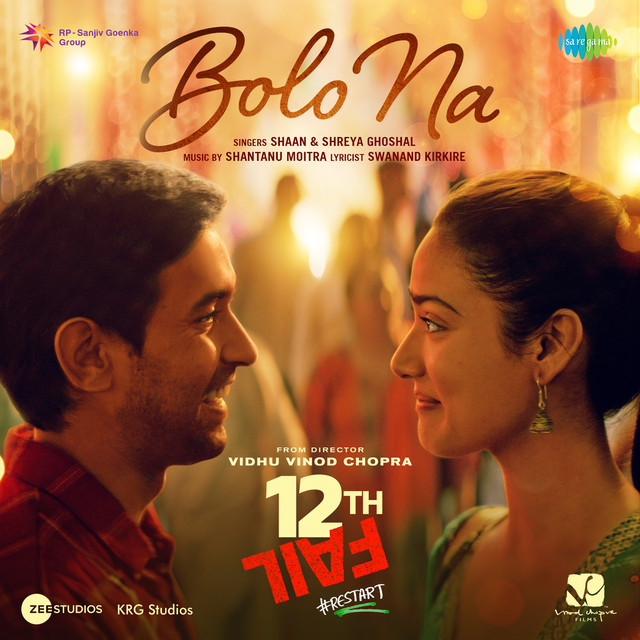 RP-Sanjiv Goenka
Group
saregama
Bolo Na
SINGERS SHAAN & SHREYA GHOSHAL
MUSIC BY SHANTANU MOITRA LYRICIST SWANAND KIRKIRE
FROM DIRECTOR
VIDHU VINOD CHOPRA
12TH
FAIL
#RESTART
ZEE STUDIOS
KRG Studios
vinod chopra
FILMS